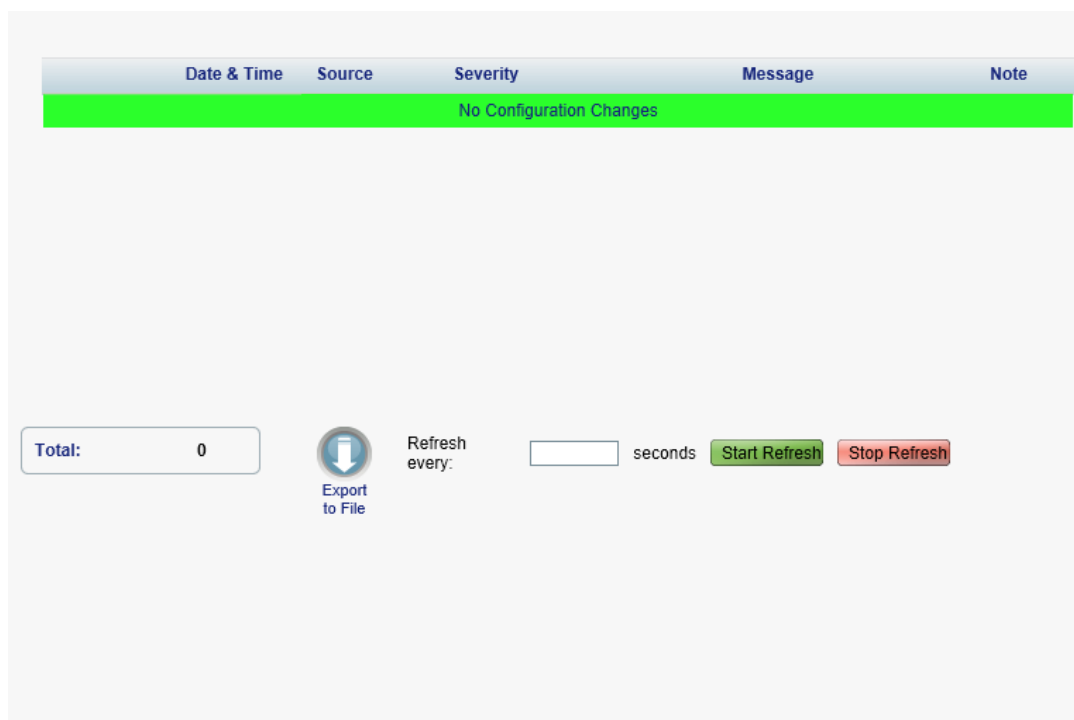 Date & Time Source Severity Message Note
No Configuration Changes
Total: 0
Export
to File
Refresh
every:
seconds
Start Refresh
Stop Refresh